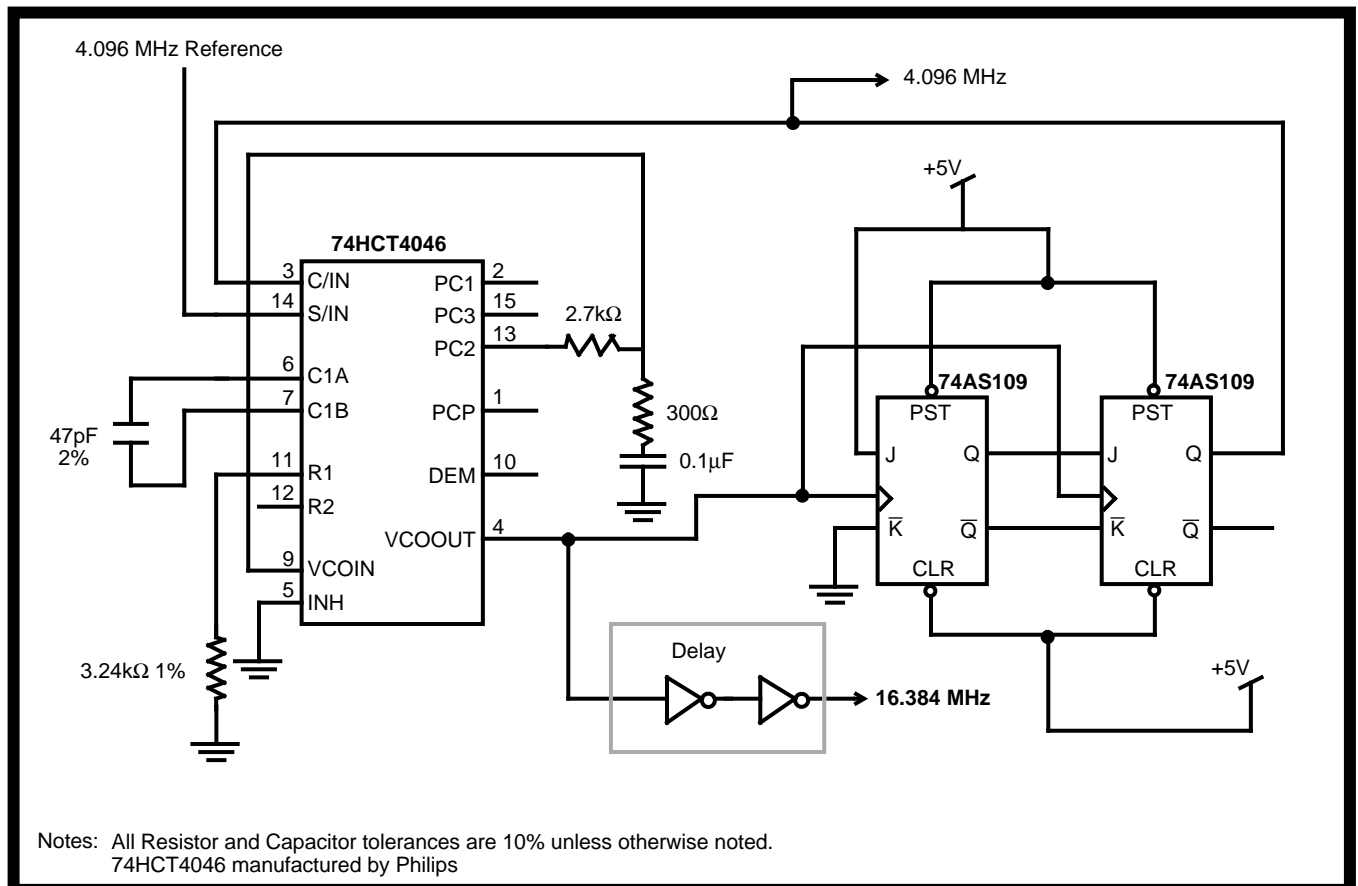 4.096 MHz Reference
4.096 MHz
+5V
74HCT4046
3 C/IN PC1 2
14 S/IN PC3 15
PC2 13
2.7kΩ
6 C1A
7 C1B PCP 1
47pF
2%
300Ω
0.1µF
11 R1 DEM 10
12 R2
VCOOUT 4
9 VCOIN
5 INH
3.24kΩ 1%
74AS109
PST
J Q
K̅ Q̅
CLR
74AS109
PST
J Q
K̅ Q̅
CLR
+5V
Delay
16.384 MHz
Notes: All Resistor and Capacitor tolerances are 10% unless otherwise noted.
74HCT4046 manufactured by Philips